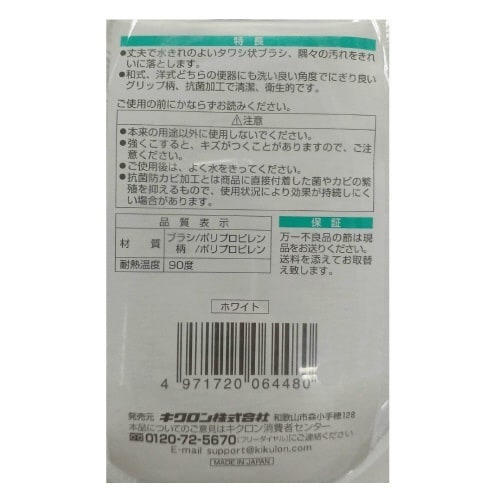 特長
●丈夫で水きれのよいタワシ状ブラシ、隅々の汚れをきれ
いに落とします。
●和式、洋式どちらの便器にも洗い良い角度でにぎり良い
グリップ柄、抗菌加工で清潔、衛生的です。
ご使用の前にかならずお読みください。
⚠注意
●本来の用途以外に使用しないでください。
●強くこすると、キズがつくことがありますので、ご注
意ください。
●ご使用後は、よく水をきってください。
●抗菌防カビ加工とは商品に直接付着した菌やカビの繁
殖を抑えるもので、使用状況により効果が持続しにく
い場合があります。
品質表示
材質 ブラシ/ポリプロピレン
柄 /ポリプロピレン
耐熱温度 90度
保証
万一不良品の節は現
品をお送りください。
送料を添えてお取替
え致します。
ホワイト
4 971720 064480
発売元 キクロン株式会社 和歌山市森小手穂128
本品についてのご意見はキクロン消費者センター
0120-72-5670(フリーダイヤル)にご連絡ください
E-mail support@kikulon.com
MADE IN JAPAN